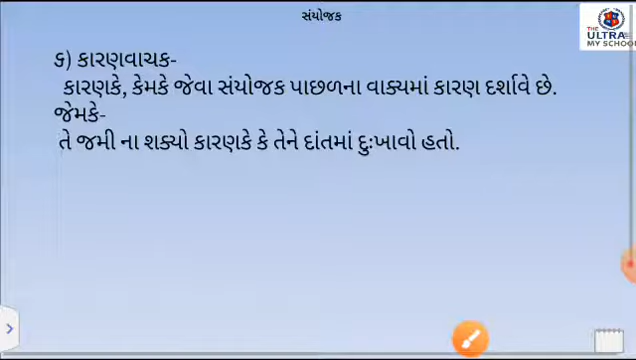 સંયોજક
THE
ULTRA
MY SCHOOL
૬) કારણવાચક-
કારણકે, કેમકે જેવા સંયોજક પાછળના વાક્યમાં કારણ દર્શાવે છે.
જેમકે-
તે જમી ના શક્યો કારણકે કે તેને દાંતમાં દુઃખાવો હતો.